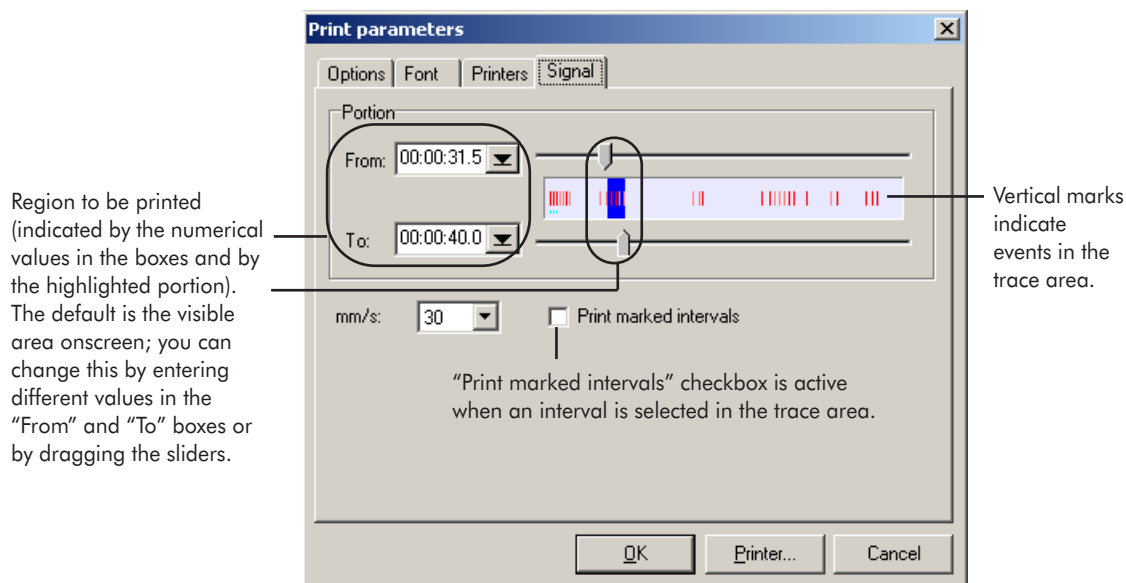 Print parameters
Options
Font
Printers
Signal
Portion
From: 00:00:31.5
To: 00:00:40.0
mm/s: 30
Print marked intervals
OK
Printer...
Cancel
Region to be printed
(indicated by the numerical
values in the boxes and by
the highlighted portion).
The default is the visible
area onscreen; you can
change this by entering
different values in the
“From” and “To” boxes or
by dragging the sliders.
Vertical marks
indicate
events in the
trace area.
“Print marked intervals” checkbox is active
when an interval is selected in the trace area.